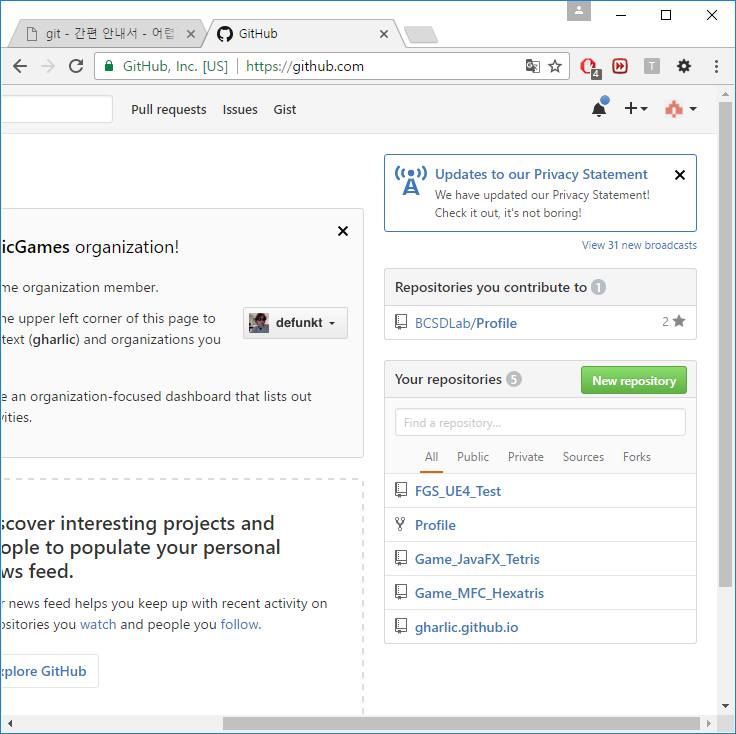 git - 간편 안내서 - 어렵
GitHub
GitHub, Inc. [US] | https://github.com
4
T
Pull requests Issues Gist
Updates to our Privacy Statement
We have updated our Privacy Statement!
Check it out, it's not boring!
View 31 new broadcasts
icGames organization!
me organization member.
he upper left corner of this page to
text (gharlic) and organizations you
defunkt
e an organization-focused dashboard that lists out
vities.
Repositories you contribute to 1
BCSDLab/Profile 2
Your repositories 5
New repository
Find a repository...
All Public Private Sources Forks
FGS_UE4_Test
Profile
Game_JavaFX_Tetris
Game_MFC_Hexatris
gharlic.github.io
scover interesting projects and
ople to populate your personal
ws feed.
r news feed helps you keep up with recent activity on
ositories you watch and people you follow.
xplore GitHub